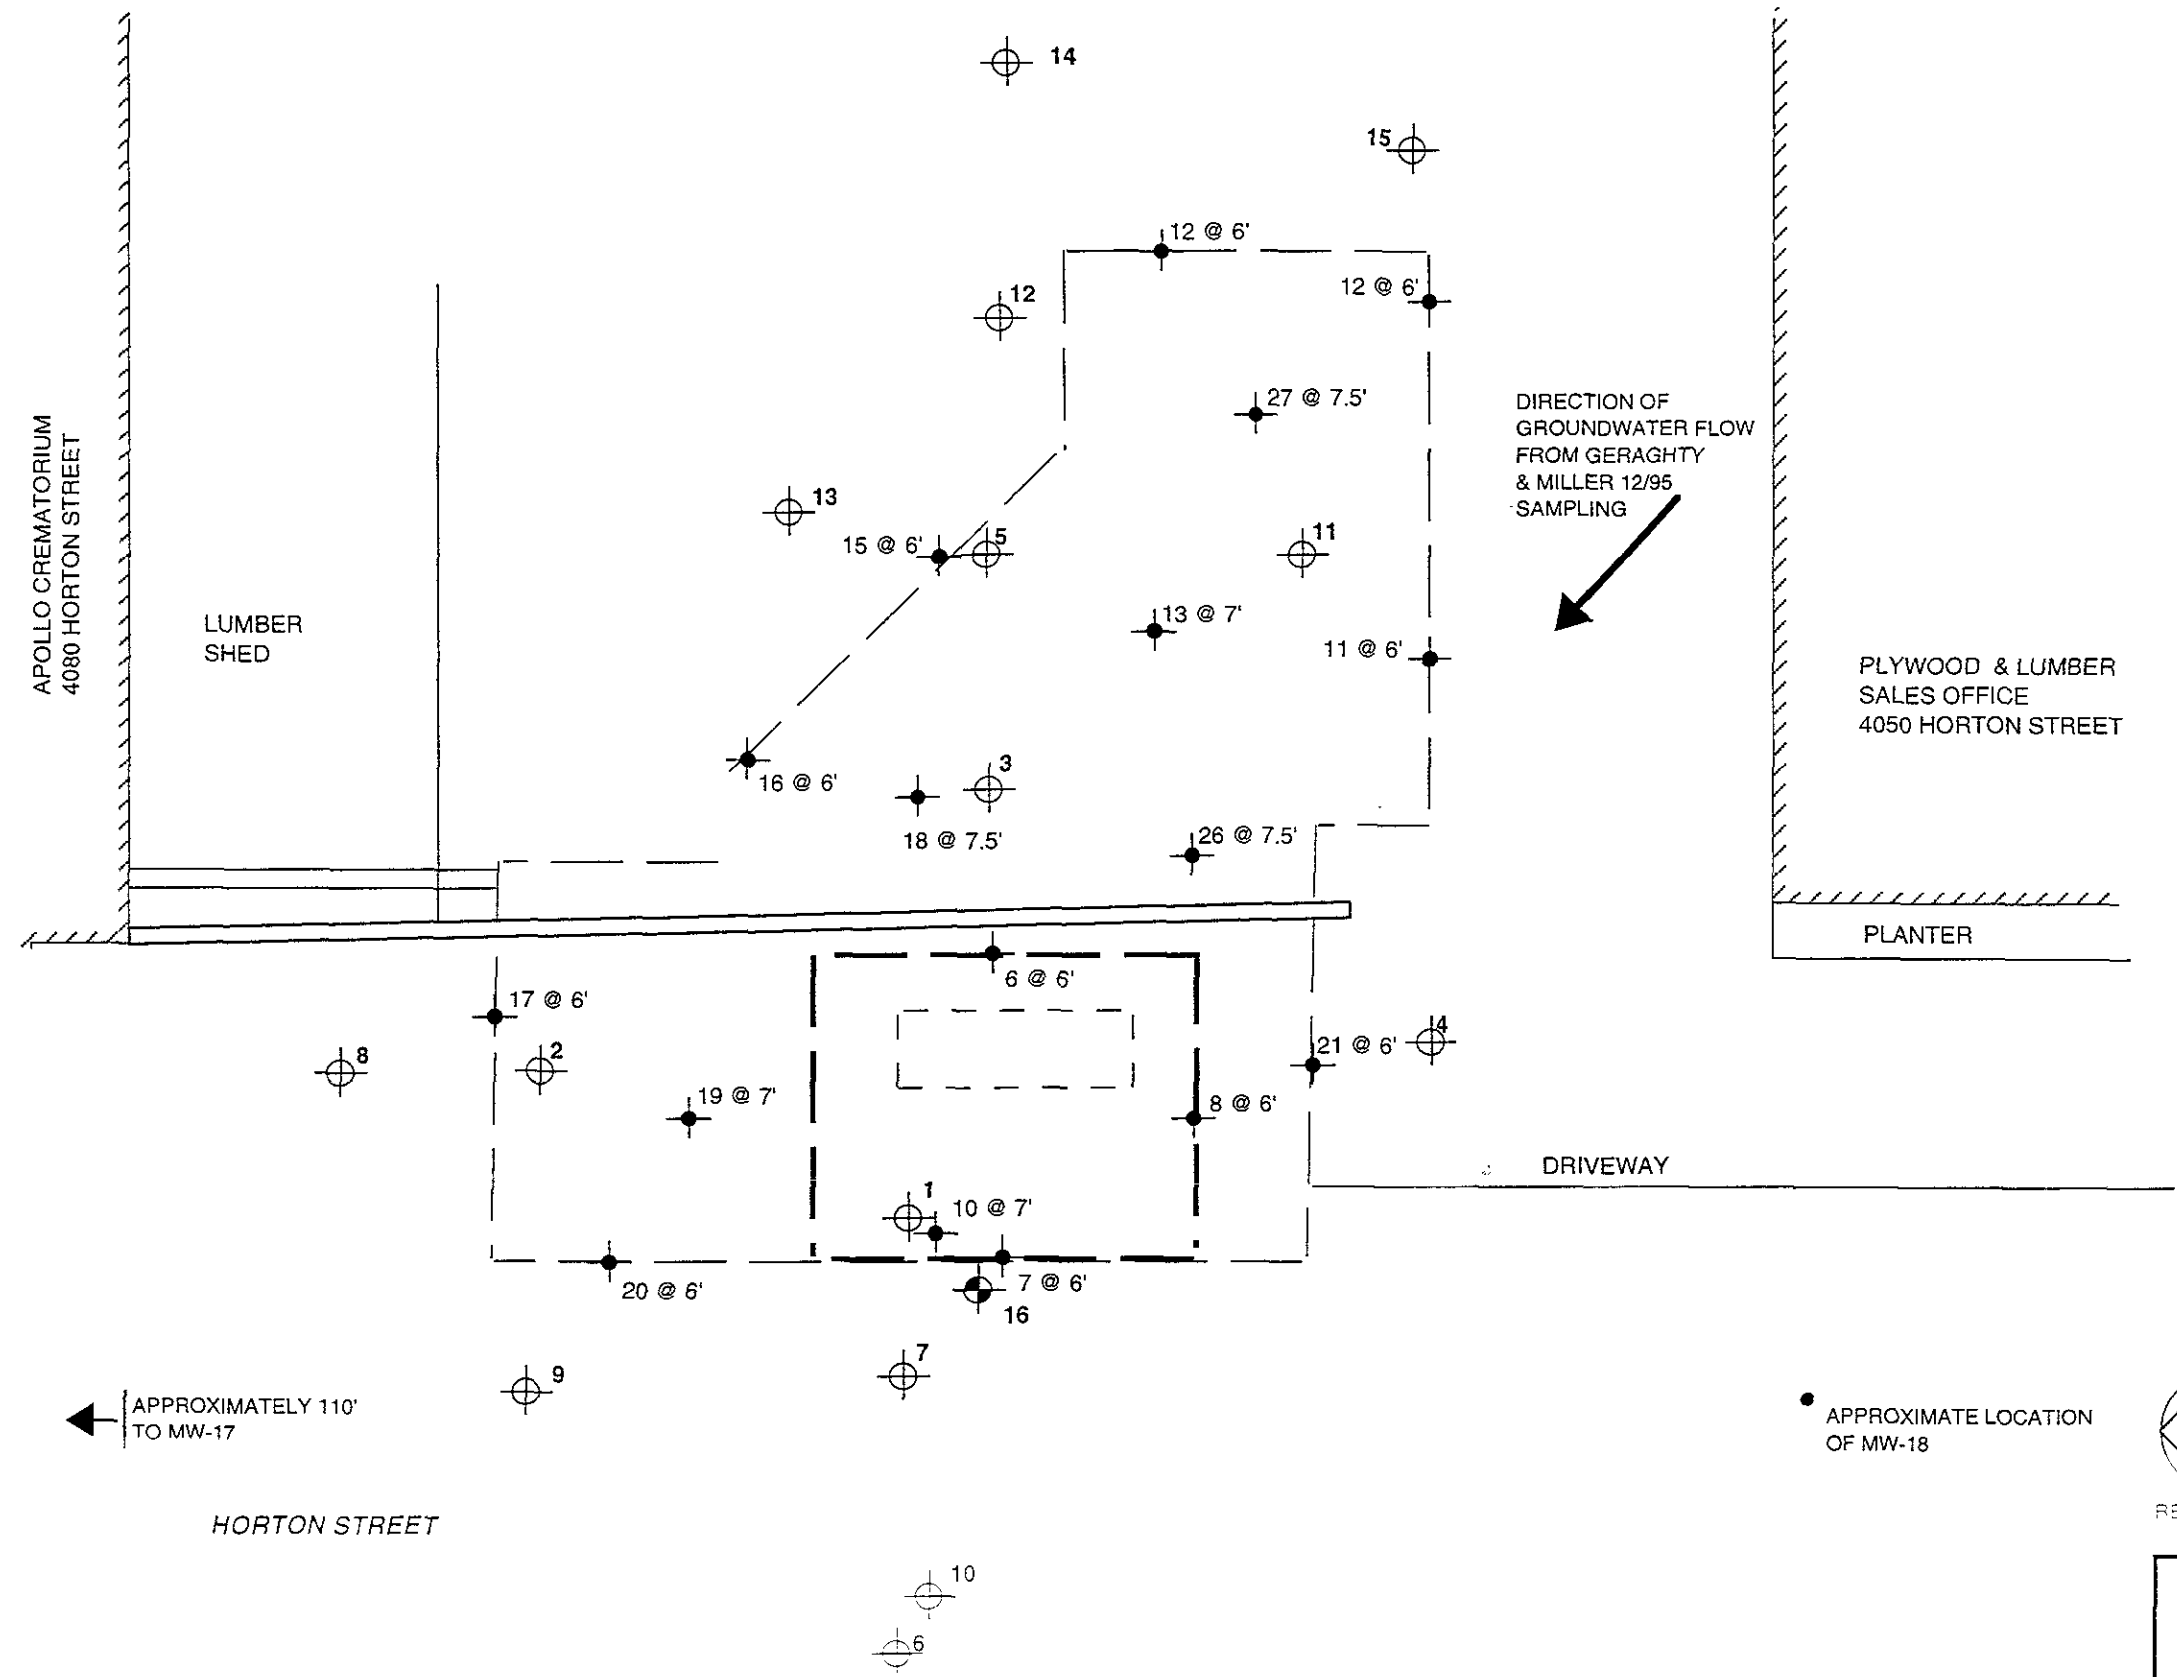 14
15
12 @ 6'
12 @ 6'
12
27 @ 7.5'
DIRECTION OF
GROUNDWATER FLOW
FROM GERAGHTY
& MILLER 12/95
SAMPLING
APOLLO CREMATORIUM
4080 HORTON STREET
13
15 @ 6'
5
11
LUMBER
SHED
13 @ 7'
11 @ 6'
PLYWOOD & LUMBER
SALES OFFICE
4050 HORTON STREET
16 @ 6'
3
18 @ 7.5'
26 @ 7.5'
PLANTER
6 @ 6'
17 @ 6'
8
2
21 @ 6'
4
19 @ 7'
8 @ 6'
DRIVEWAY
1
10 @ 7'
20 @ 6'
7 @ 6'
16
7
9
APPROXIMATELY 110'
TO MW-17
APPROXIMATE LOCATION
OF MW-18
HORTON STREET
RE
10
6